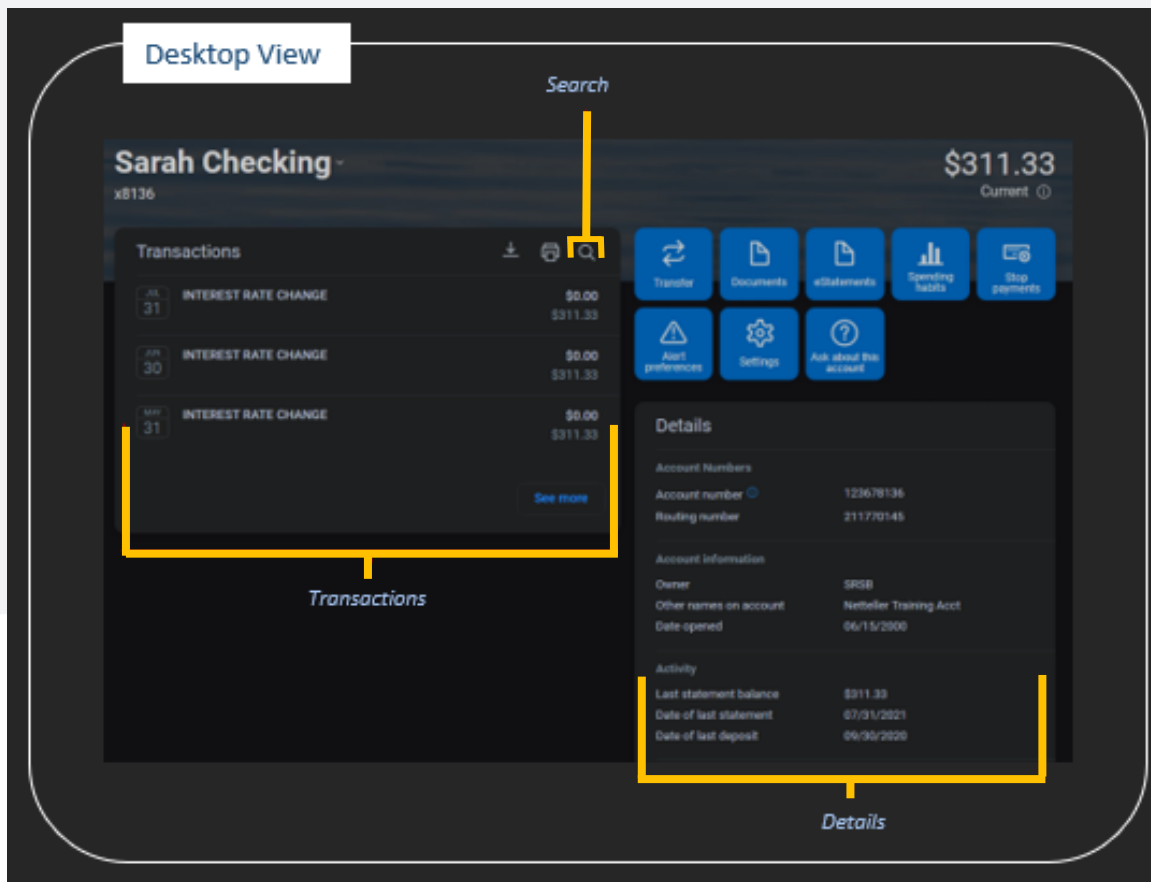 Desktop View
Search
Sarah Checking
$311.33
x8136
Current
Transactions
JUL
31
INTEREST RATE CHANGE
$0.00
$311.33
JUN
30
INTEREST RATE CHANGE
$0.00
$311.33
MAY
31
INTEREST RATE CHANGE
$0.00
$311.33
See more
Transactions
Transfer
Documents
eStatements
Spending
habits
Stop
payments
Alert
preferences
Settings
Ask about this
account
Details
Account Numbers
Account number 123678136
Routing number 211770145
Account information
Owner SRSB
Other names on account Netteller Training Acct
Date opened 06/15/2000
Activity
Last statement balance $311.33
Date of last statement 07/31/2021
Date of last deposit 09/30/2020
Details